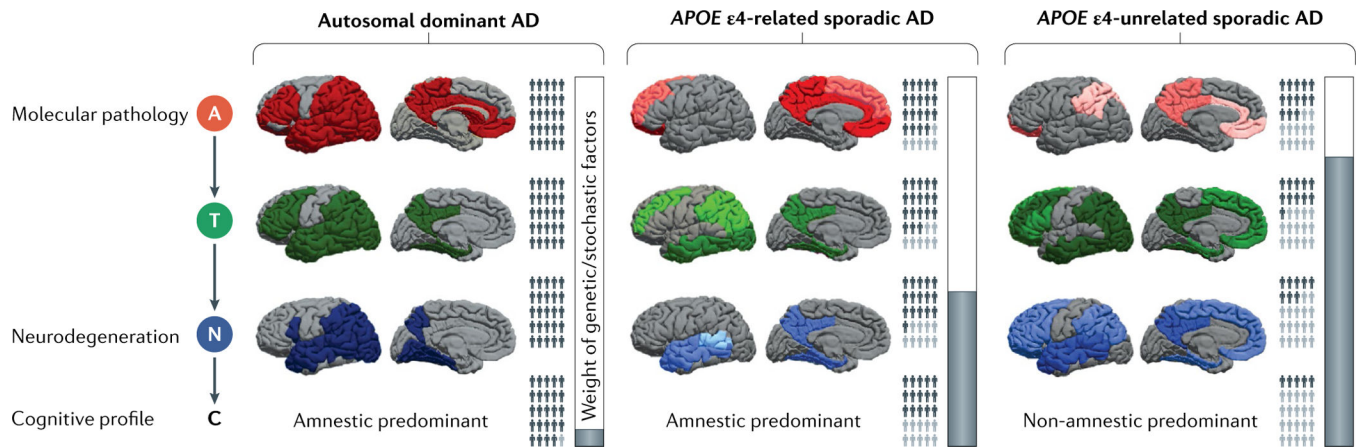 Autosomal dominant AD
APOE ε4-related sporadic AD
APOE ε4-unrelated sporadic AD
Molecular pathology
A
T
Neurodegeneration
N
Cognitive profile
C
Amnestic predominant
Weight of genetic/stochastic factors
Amnestic predominant
Non-amnestic predominant